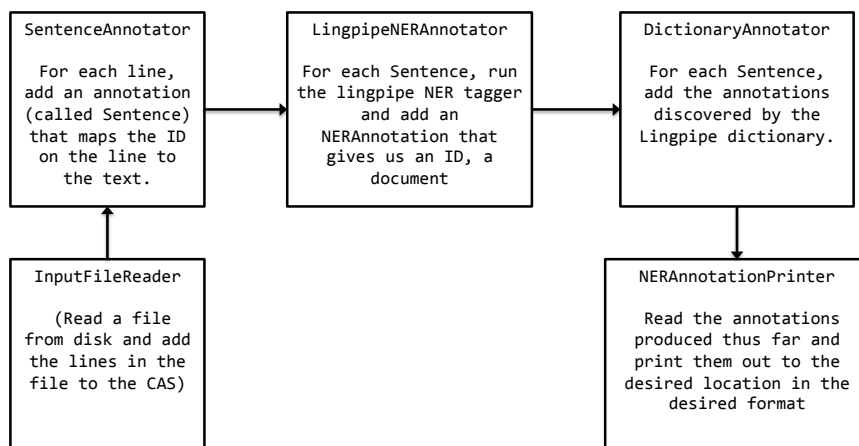 SentenceAnnotator
For each line,
add an annotation
(called Sentence)
that maps the ID
on the line to
the text.
LingpipeNERAnnotator
For each Sentence, run
the lingpipe NER tagger
and add an
NERAnnotation that
gives us an ID, a
document
DictionaryAnnotator
For each Sentence,
add the annotations
discovered by the
Lingpipe dictionary.
InputFileReader
(Read a file
from disk and add
the lines in the
file to the CAS)
NERAnnotationPrinter
Read the annotations
produced thus far and
print them out to the
desired location in the
desired format